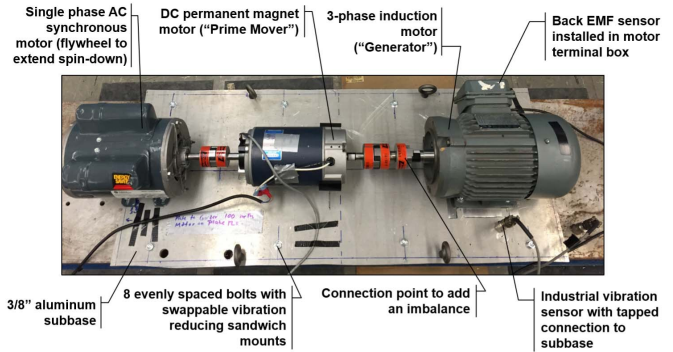 Single phase AC
synchronous
motor (flywheel to
extend spin-down)
DC permanent magnet
motor (“Prime Mover”)
3-phase induction
motor
(“Generator”)
Back EMF sensor
installed in motor
terminal box
3/8” aluminum
subbase
8 evenly spaced bolts with
swappable vibration
reducing sandwich
mounts
Connection point to add
an imbalance
Industrial vibration
sensor with tapped
connection to
subbase